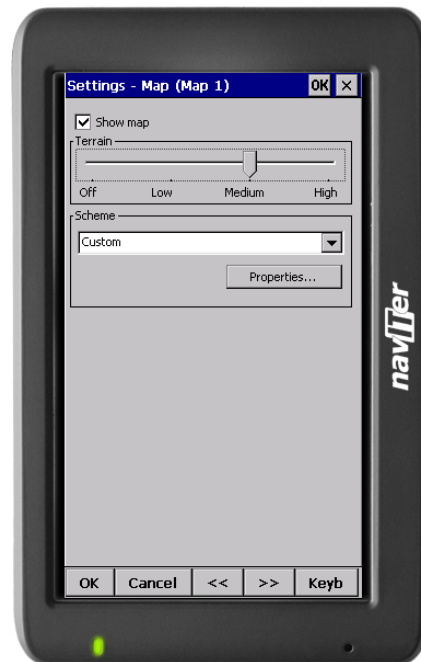 Settings - Map (Map 1) OK ×
Show map
Terrain
Off Low Medium High
Scheme
Custom
Properties...
OK Cancel << >> Keyb
naviter